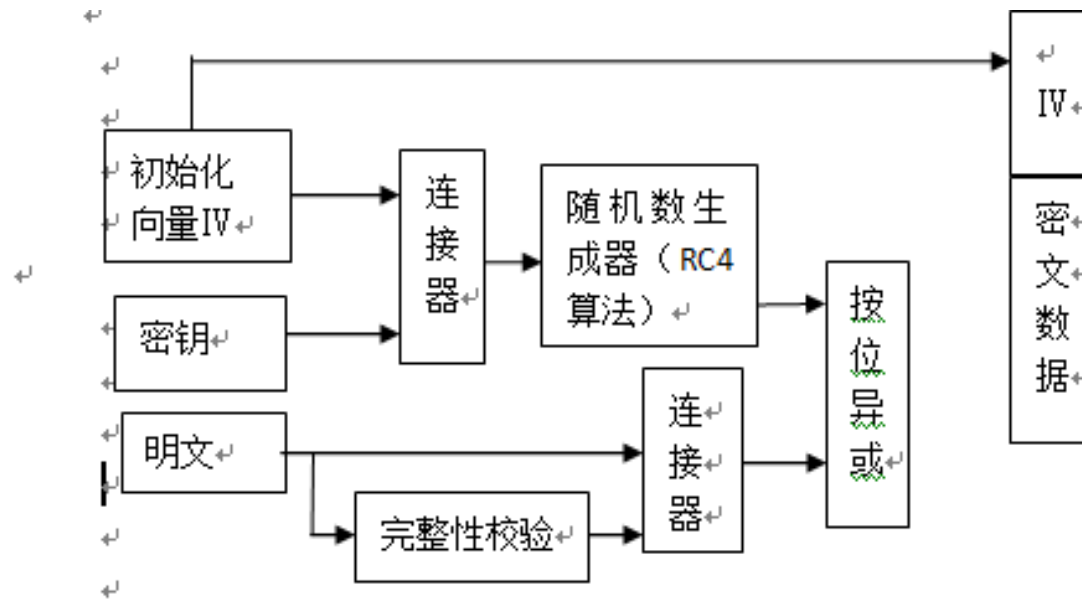 IV
初始化
向量IV
连
接
器
随机数生
成器（RC4
算法）
密
文
数
据
密钥
按
位
异
或
明文
连
接
器
完整性校验